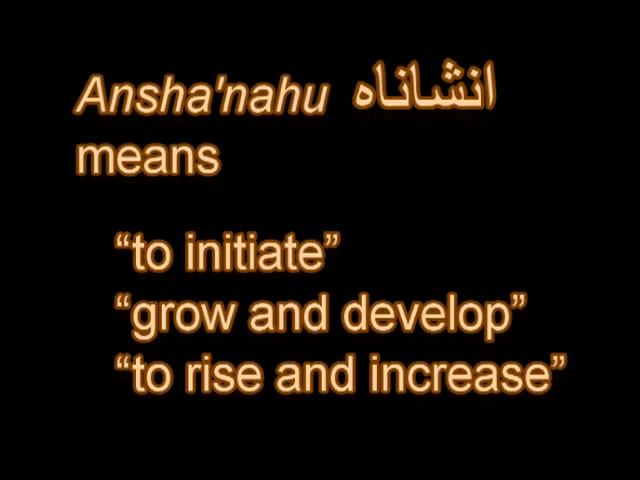 Ansha'nahu انشاناه
means
“to initiate”
“grow and develop”
“to rise and increase”